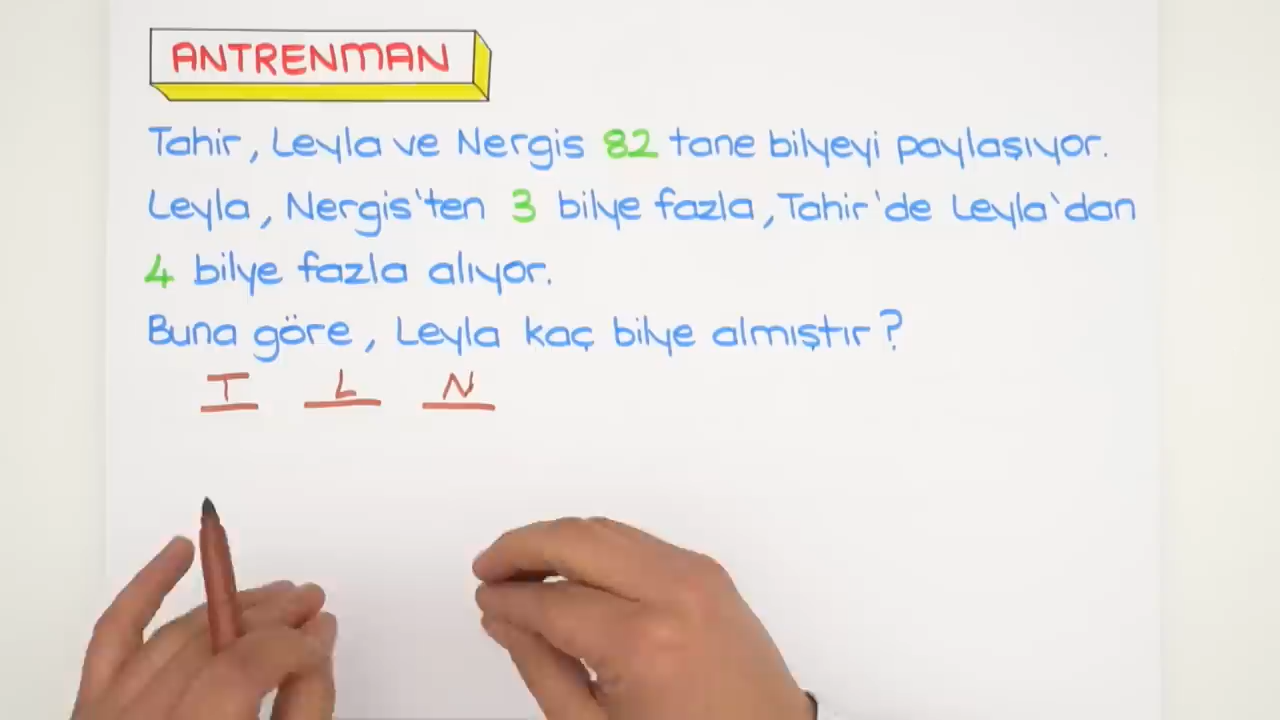 ANTRENMAN
Tahir, Leyla ve Nergis 82 tane bilyeyi paylaşıyor.
Leyla, Nergis'ten 3 bilye fazla, Tahir'de Leyla'dan
4 bilye fazla alıyor.
Buna göre, Leyla kaç bilye almıştır?
T L N